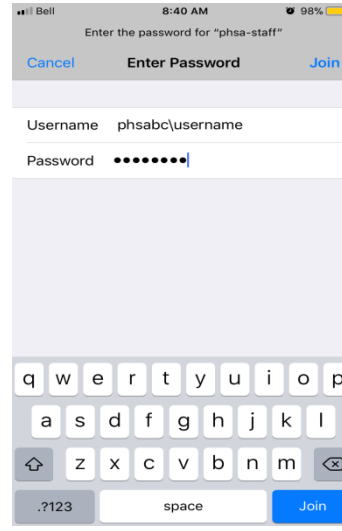 Bell 8:40 AM 98%
Enter the password for “phsa-staff”
Cancel Enter Password Join
Username phsabc\username
Password ••••••••
q w e r t y u i o p
a s d f g h j k l
z x c v b n m
.?123 space Join